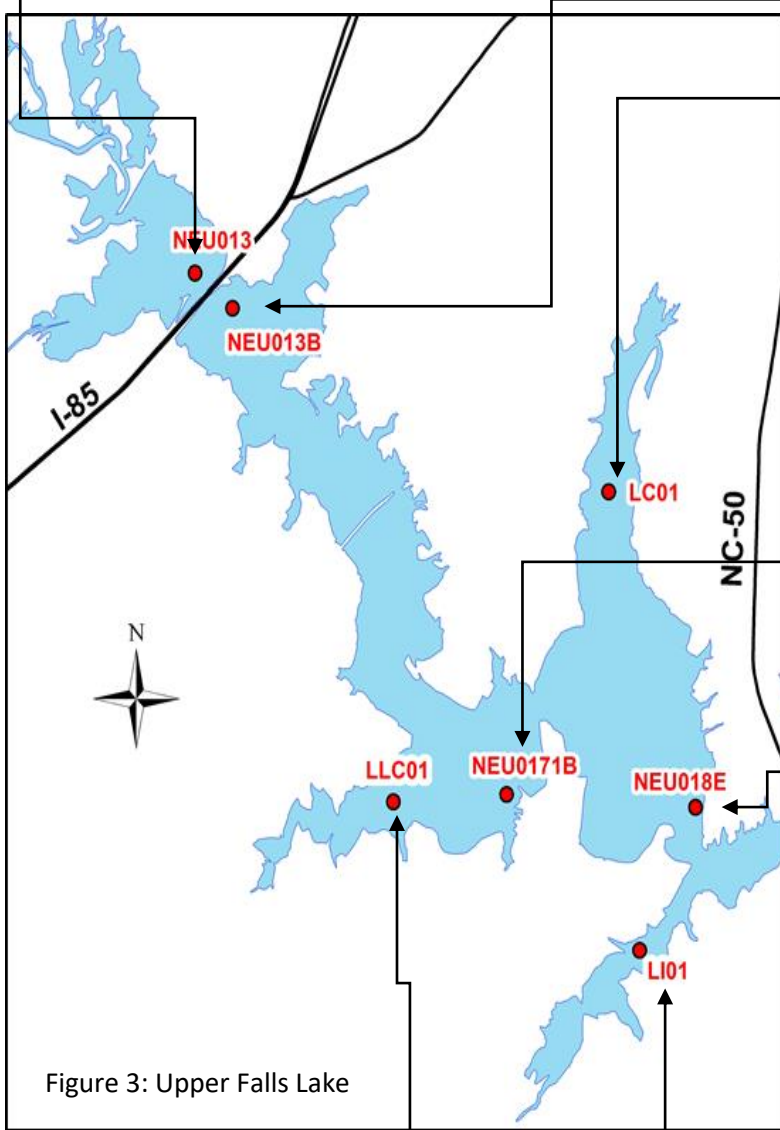 NEU013
NEU013B
I-85
LC01
NC-50
N
LLC01
NEU0171B
NEU018E
LI01
Figure 3: Upper Falls Lake